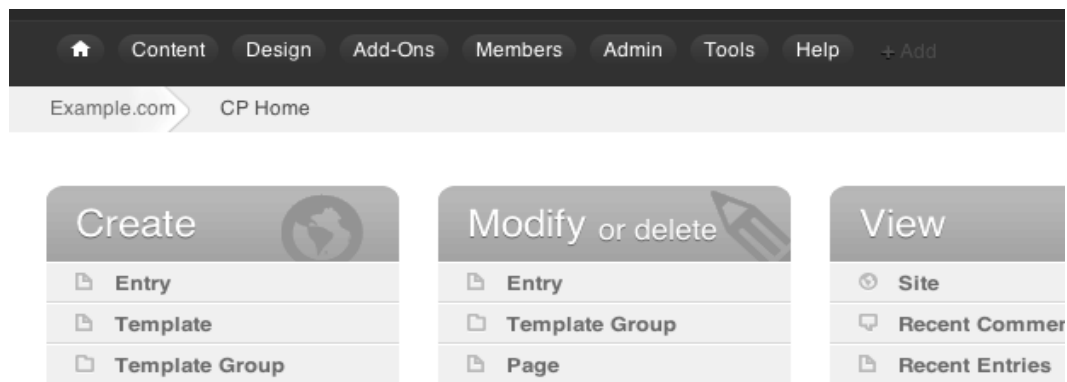 Content Design Add-Ons Members Admin Tools Help + Add
Example.com CP Home
Create
Entry
Template
Template Group
Modify or delete
Entry
Template Group
Page
View
Site
Recent
Recent Entries